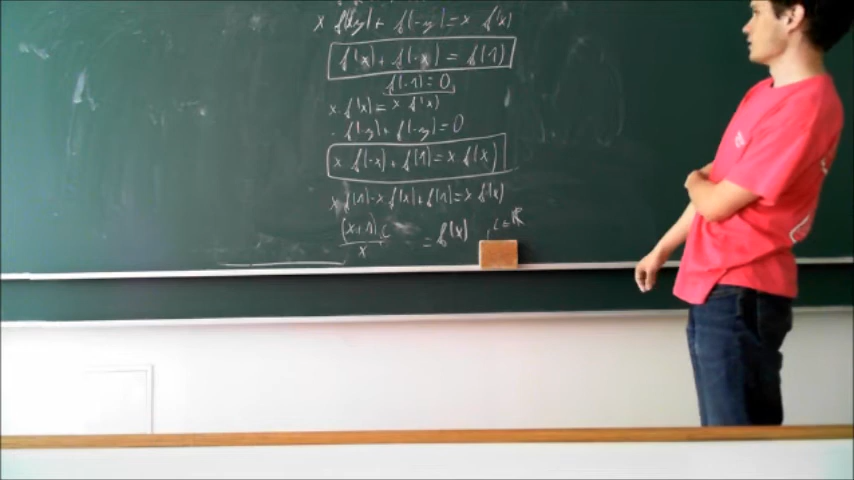 x f(y) + f(-y) = x f(x)
f(x) + f(-x) = f(1)
f(-1) = 0
x · f(x) = x f(x)
· f(-y) + f(-y) = 0
x · f(-x) + f(1) = x · f(x)
x f(1) - x f(x) + f(1) = x f(x)
(x+1) · c / x = f(x) , c ∈ ℝ